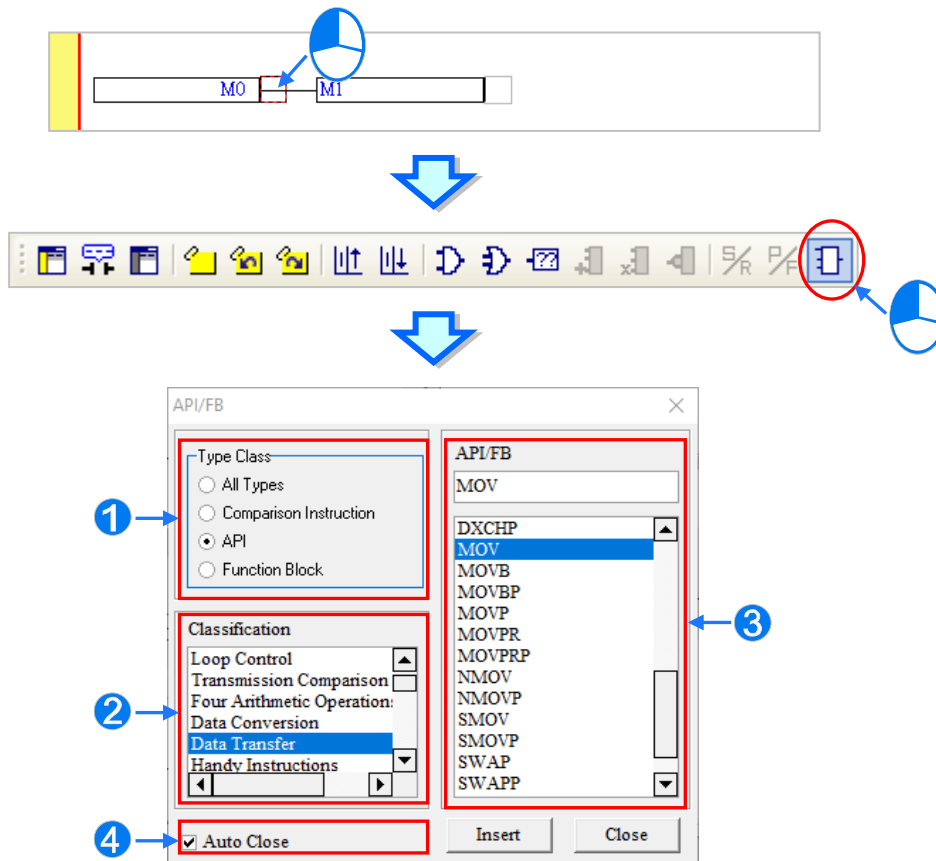 M0 M1
?? S/R P/F
API/FB
Type Class
All Types
Comparison Instruction
API
Function Block
1
Classification
Loop Control
Transmission Comparison
Four Arithmetic Operation
Data Conversion
Data Transfer
Handy Instructions
2
Auto Close
4
API/FB
MOV
DXCHP
MOV
MOVB
MOVBP
MOVP
MOVPR
MOVPRP
NMOV
NMOVP
SMOV
SMOVP
SWAP
SWAPP
3
Insert Close